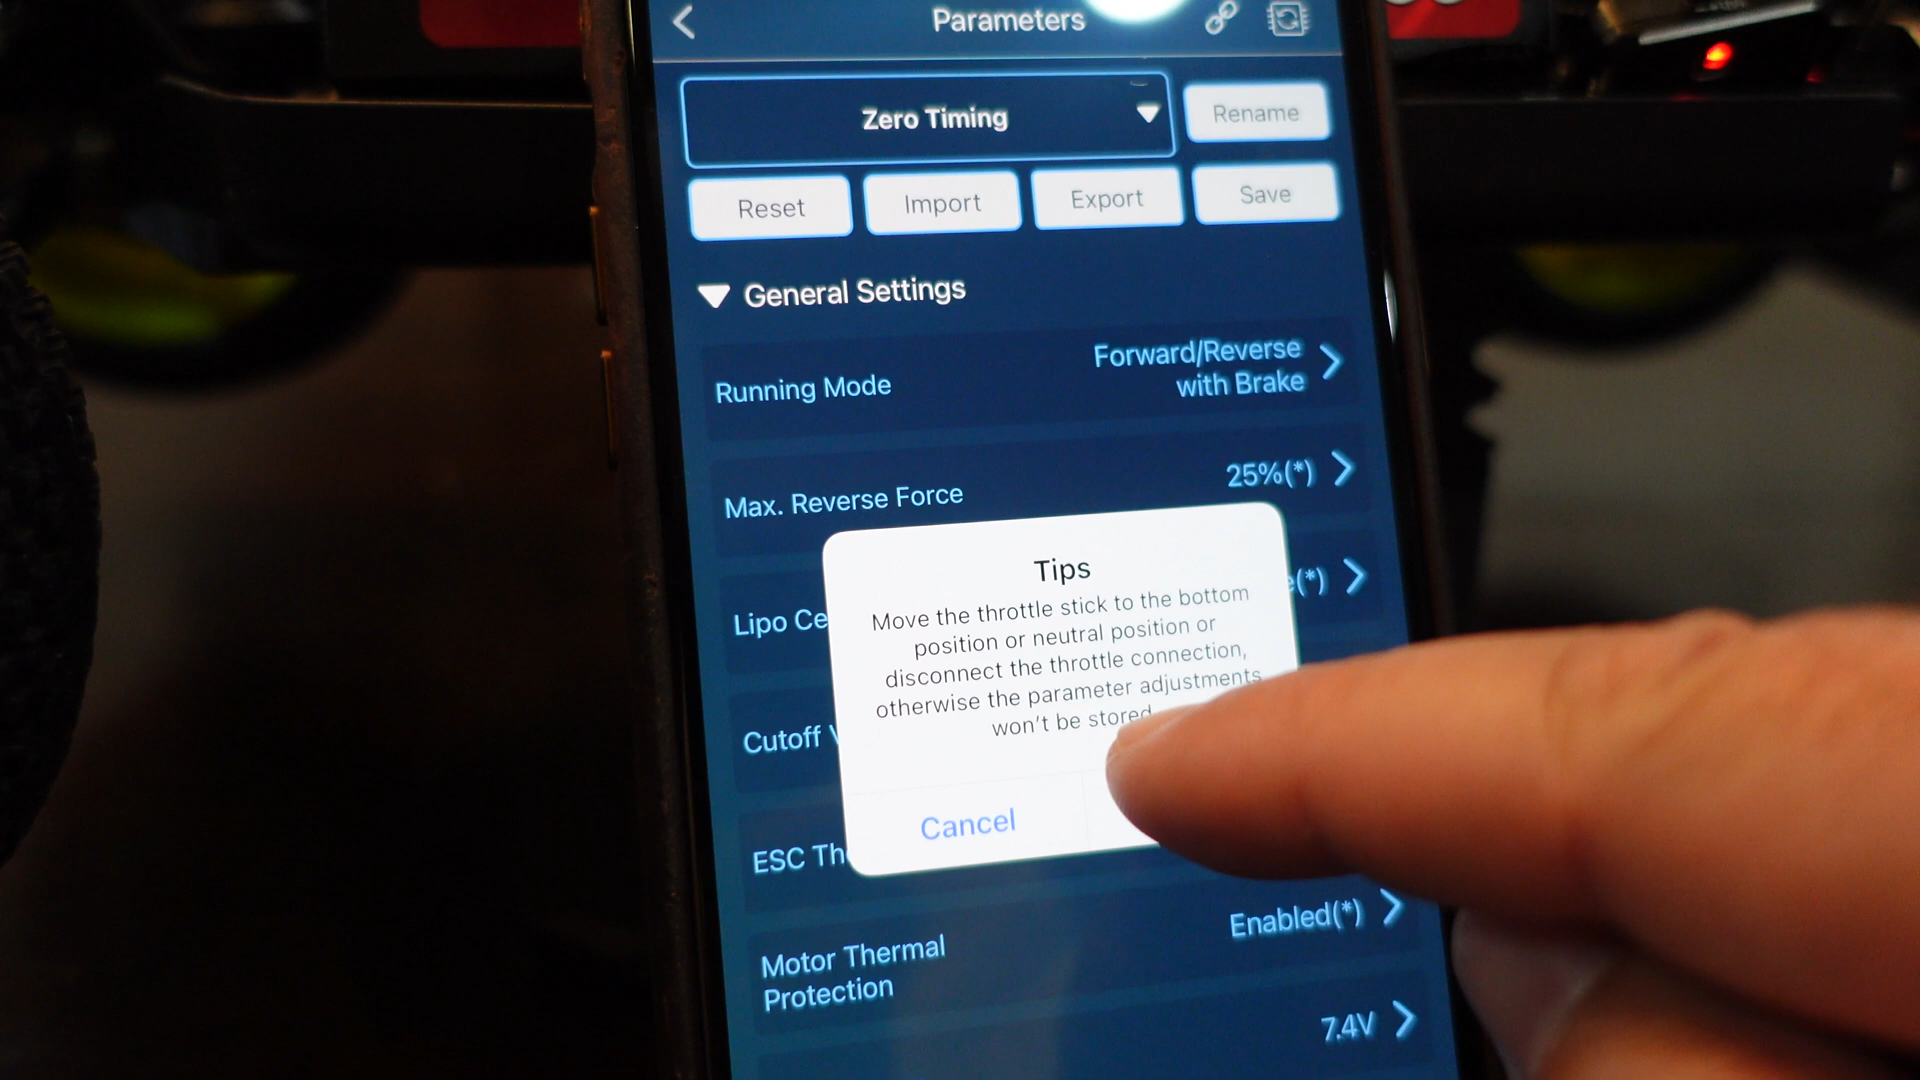 Parameters
Zero Timing
Rename
Reset
Import
Export
Save
General Settings
Running Mode
Forward/Reverse
with Brake
Max. Reverse Force
25%(*)
Lipo
(*)
Cutoff
ESC
Tips
Move the throttle stick to the bottom
position or neutral position or
disconnect the throttle connection,
otherwise the parameter adjustments
won't be stored
Cancel
Motor Thermal
Protection
Enabled(*)
7.4V